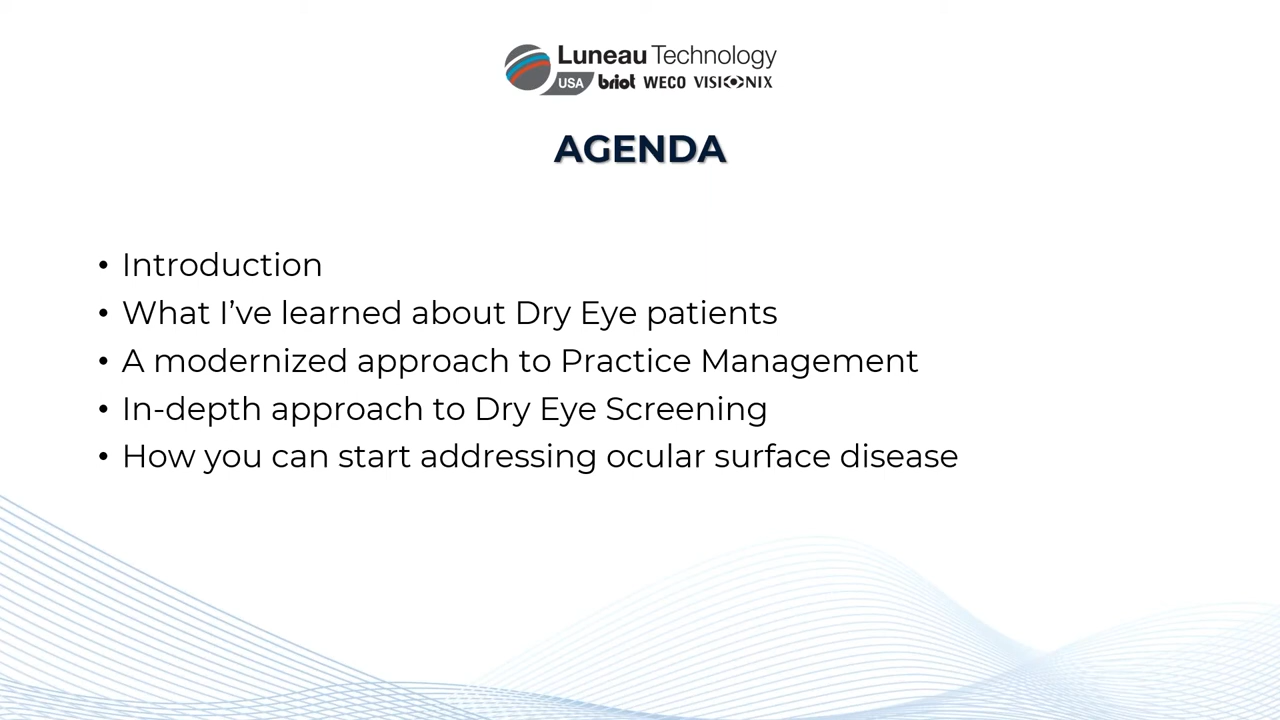 Luneau Technology
USA briot WECO VISIONIX
AGENDA
• Introduction
• What I’ve learned about Dry Eye patients
• A modernized approach to Practice Management
• In-depth approach to Dry Eye Screening
• How you can start addressing ocular surface disease